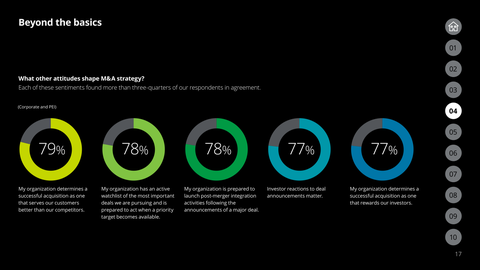 Beyond the basics
What other attitudes shape M&A strategy?
Each of these sentiments found more than three-quarters of our respondents in agreement.
(Corporate and PEI)
79%
78%
78%
77%
77%
My organization determines a
successful acquisition as one
that serves our customers
better than our competitors.
My organization has an active
watchlist of the most important
deals we are pursuing and is
prepared to act when a priority
target becomes available.
My organization is prepared to
launch post-merger integration
activities following the
announcements of a major deal.
Investor reactions to deal
announcements matter.
My organization determines a
successful acquisition as one
that rewards our investors.
01
02
03
04
05
06
07
08
09
10
17